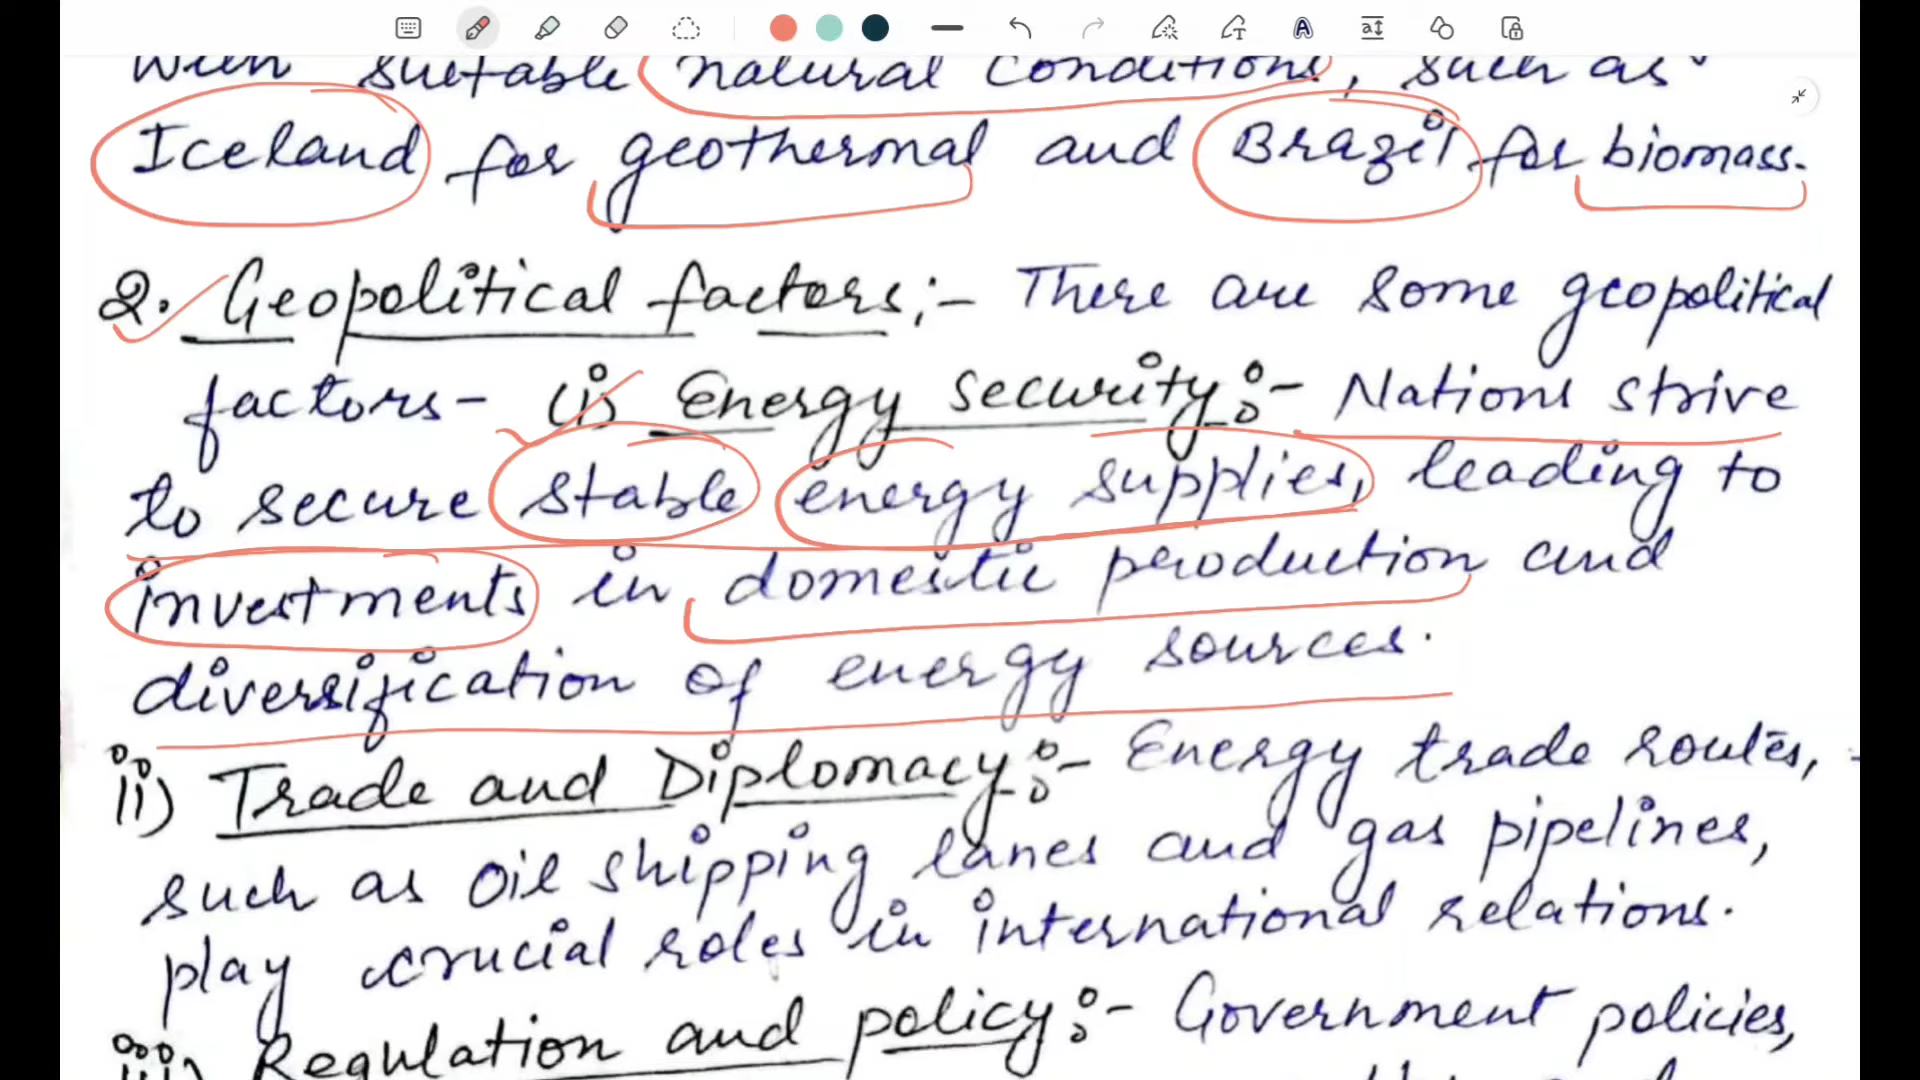 with suitable natural conditions, such as
Iceland for geothermal and Brazil for biomass.
2. Geopolitical factors:- There are some geopolitical
factors- (i) Energy security:- Nations strive
to secure stable energy supplies, leading to
investments in domestic production and
diversification of energy sources.
ii) Trade and Diplomacy:- Energy trade routes,
such as oil shipping lanes and gas pipelines,
play crucial roles in international relations.
iii) Regulation and policy:- Government policies,